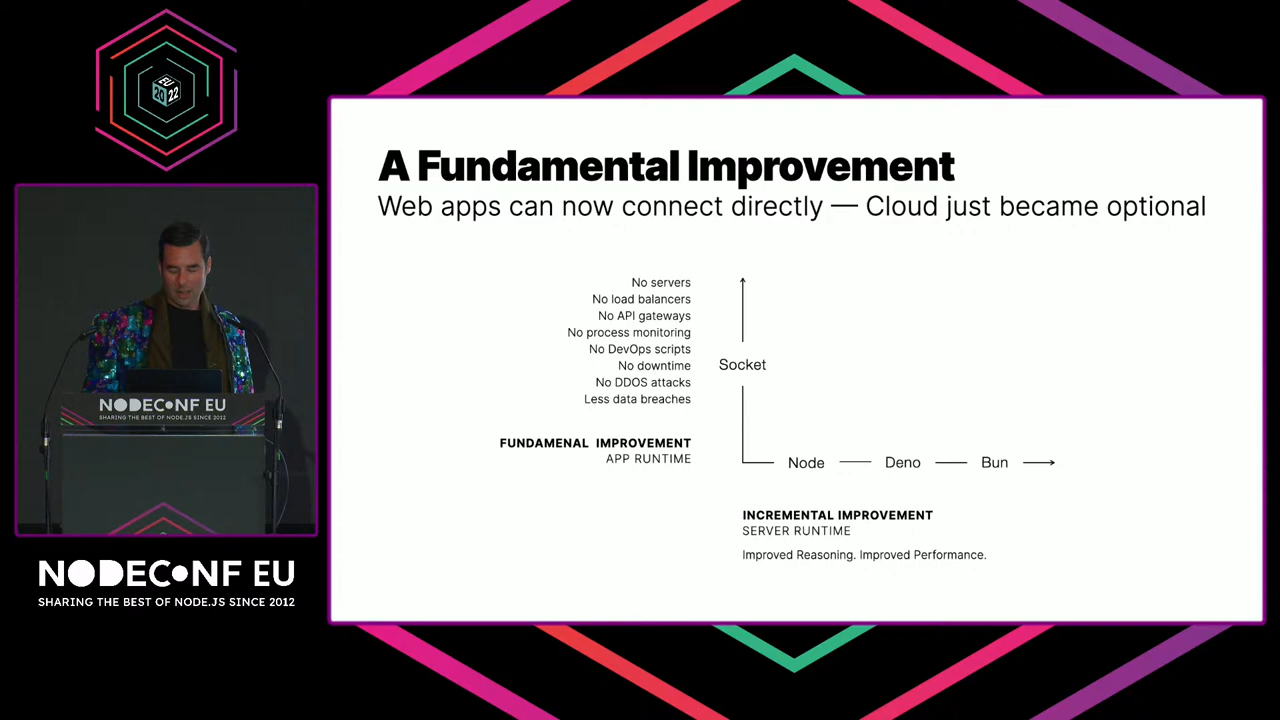 EU
20 22
NODECONF EU
SHARING THE BEST OF NODE.JS SINCE 2012
NODECONF EU
SHARING THE BEST OF NODE.JS SINCE 2012
A Fundamental Improvement
Web apps can now connect directly — Cloud just became optional
No servers
No load balancers
No API gateways
No process monitoring
No DevOps scripts
No downtime
No DDOS attacks
Less data breaches
FUNDAMENAL IMPROVEMENT
APP RUNTIME
Socket
Node
Deno
Bun
INCREMENTAL IMPROVEMENT
SERVER RUNTIME
Improved Reasoning. Improved Performance.